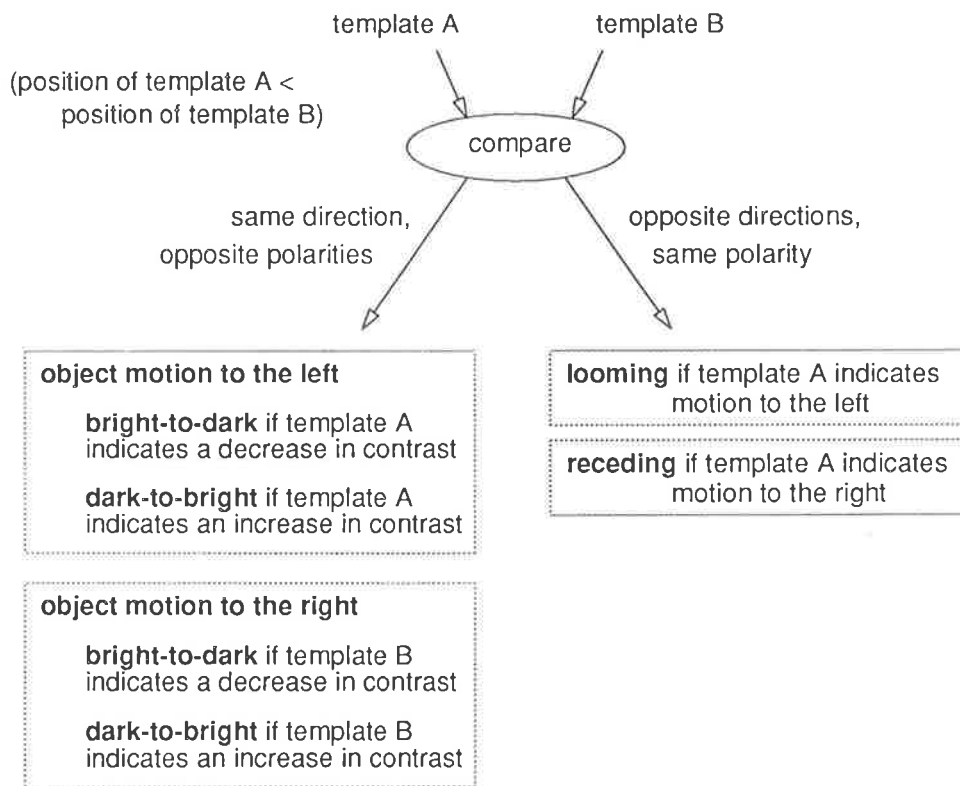 template A
template B
(position of template A <
position of template B)
compare
same direction,
opposite polarities
opposite directions,
same polarity
object motion to the left
bright-to-dark if template A
indicates a decrease in contrast
dark-to-bright if template A
indicates an increase in contrast
object motion to the right
bright-to-dark if template B
indicates a decrease in contrast
dark-to-bright if template B
indicates an increase in contrast
looming if template A indicates
motion to the left
receding if template A indicates
motion to the right